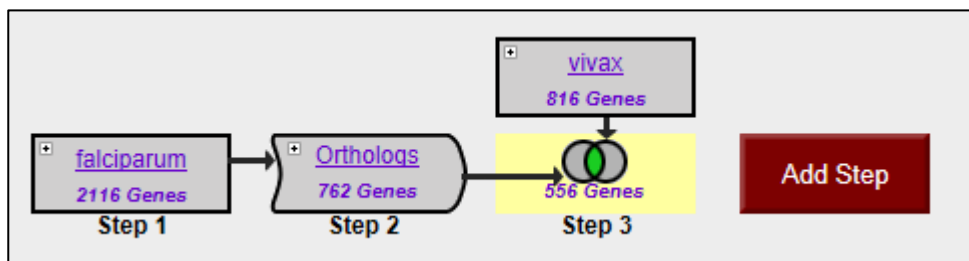 vivax
816 Genes
falciparum
2116 Genes
Step 1
Orthologs
762 Genes
Step 2
556 Genes
Step 3
Add Step